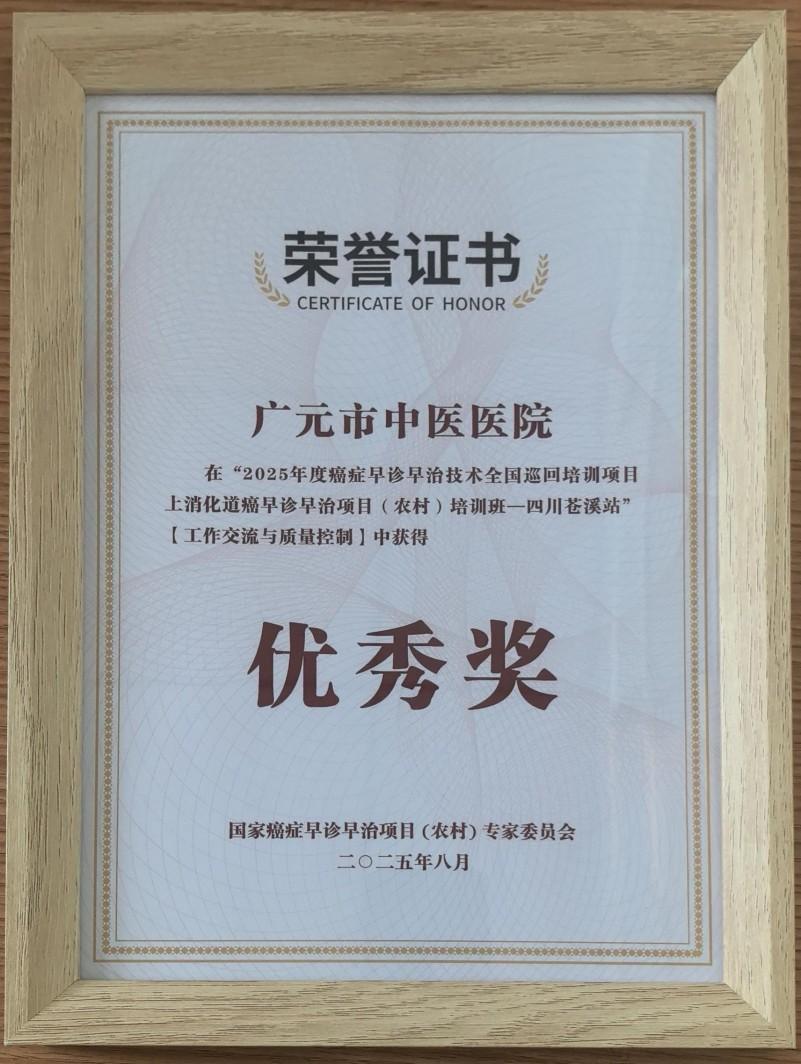 荣誉证书
CERTIFICATE OF HONOR
广元市中医医院
在“2025年度癌症早诊早治技术全国巡回培训项目
上消化道癌早诊早治项目（农村）培训班—四川苍溪站”
【工作交流与质量控制】中获得
优秀奖
国家癌症早诊早治项目(农村)专家委员会
二〇二五年八月